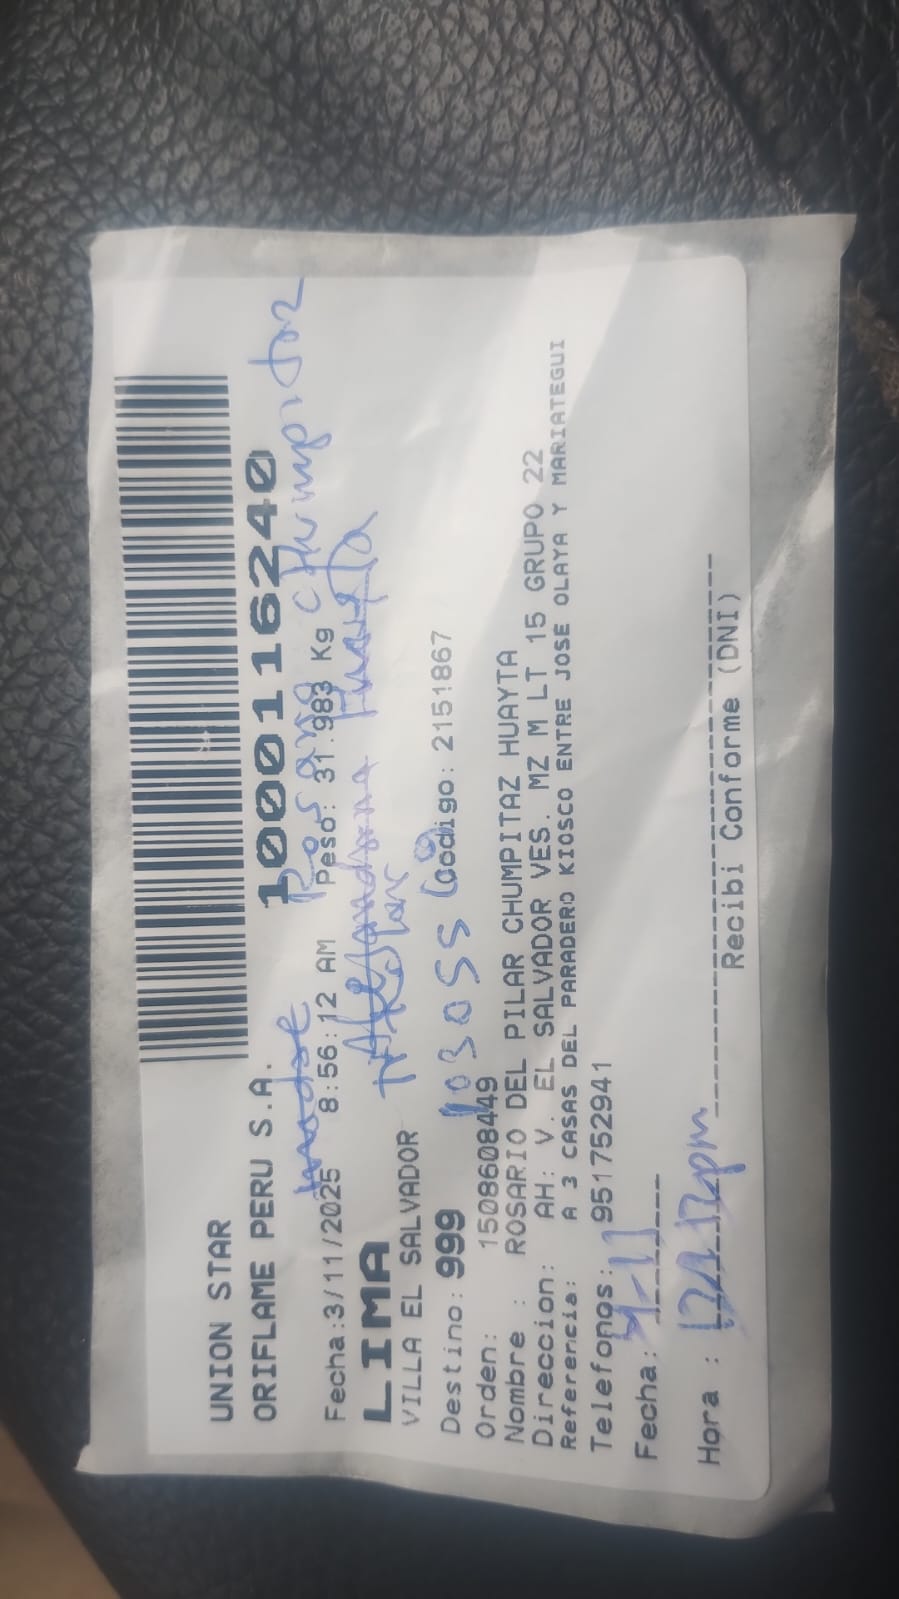 UNION STAR
ORIFLAME PERU S.A.
1000116240
Chumpitaz
Fecha:3/11/2025 8:56:12 AM Peso: 31.983 Kg
LIMA
VILLA EL SALVADOR
Destino: 999 Codigo: 2151867
Orden: 1508608449
Nombre : ROSARIO DEL PILAR CHUMPITAZ HUAYTA
Direccion: AH: V. EL SALVADOR VES. MZ M LT 15 GRUPO 22
Referencia: A 3 CASAS DEL PARADERO KIOSCO ENTRE JOSE OLAYA Y MARIATEGUI
Telefonos: 951752941
Fecha: 4-11
Hora : pm
Recibi Conforme (DNI)